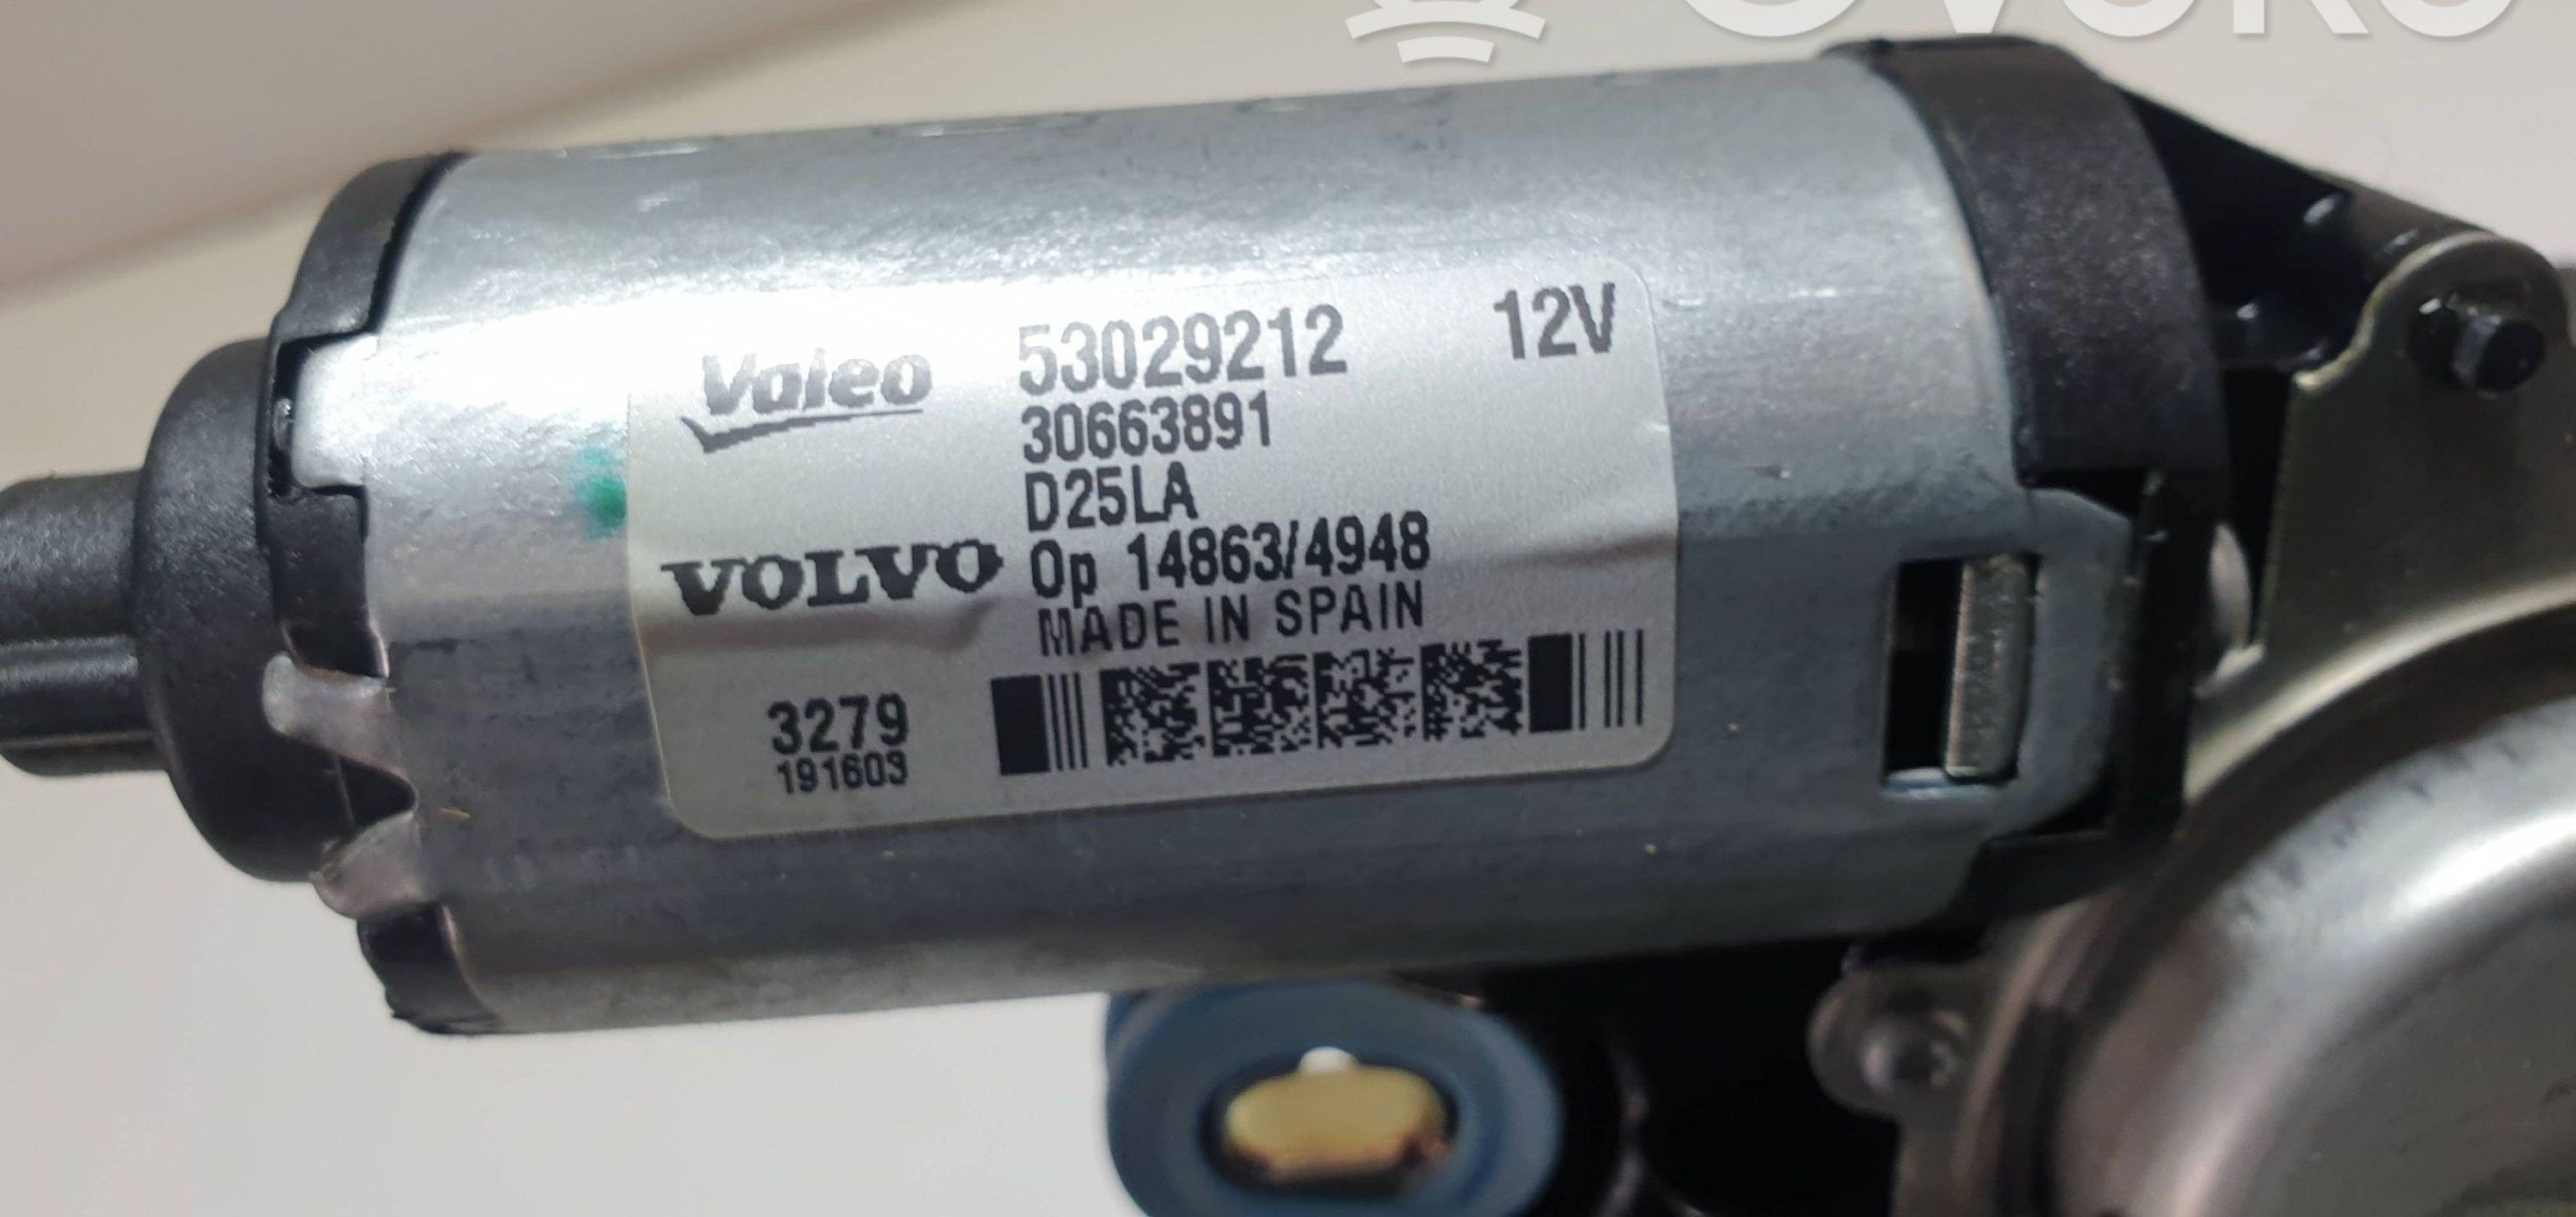 Valeo 53029212 12V
30663891
D25LA
VOLVO Op 14863/4948
MADE IN SPAIN
3279
191603